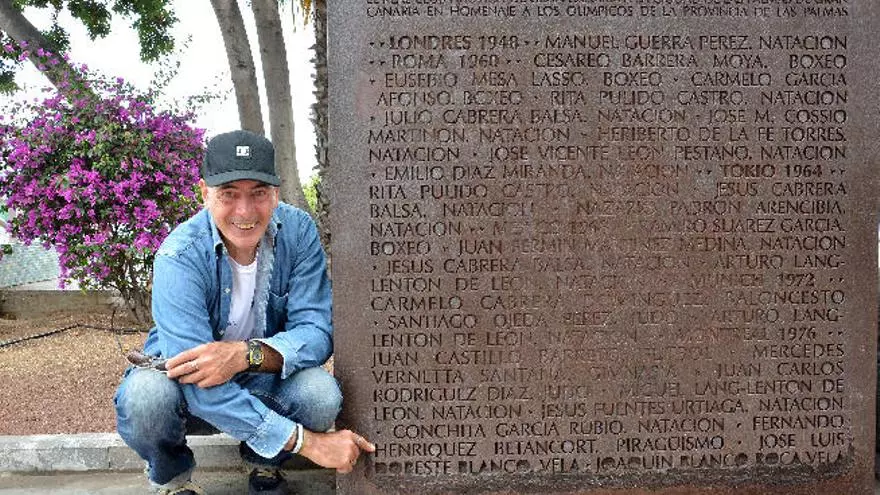 CANARIA EN HOMENAJE A LOS OLIMPICOS DE LA PROVINCIA DE LAS PALMAS
·· LONDRES 1948 ·· MANUEL GUERRA PEREZ. NATACION
·· ROMA 1960 ·· CESAREO BARRERA MOYA. BOXEO
· EUSEBIO MESA LASSO. BOXEO · CARMELO GARCIA
AFONSO. BOXEO · RITA PULIDO CASTRO. NATACION
· JULIO CABRERA BALSA. NATACION · JOSE M. COSSIO
MARTINON. NATACION · HERIBERTO DE LA FE TORRES.
NATACION · JOSE VICENTE LEON PESTANO. NATACION
· EMILIO DIAZ MIRANDA. NATACION ·· TOKIO 1964 ··
RITA PULIDO CASTRO. JESUS CABRERA
BALSA. NATACION ARENCIBIA.
NATACION ·· SUAREZ GARCIA.
BOXEO · JUAN FERMIN MARTINEZ MEDINA. NATACION
· JESUS CABRERA BALSA. NATACION · ARTURO LANG-
LENTON DE LEON. NATACION MUNICH 1972 ··
CARMELO CABRERA DOMINGUEZ. BALONCESTO
· SANTIAGO OJEDA PEREZ. JUDO · ARTURO LANG-
LENTON DE LEON. NATACION ·· MONTREAL 1976 ··
JUAN CASTILLO MERCEDES
VERNETTA SANTANA. GIMNASIA · JUAN CARLOS
RODRIGUEZ DIAZ. JUDO · MIGUEL LANG-LENTON DE
LEON. NATACION · JESUS FUENTES URTIAGA. NATACION
· CONCHITA GARCIA RUBIO. NATACION · FERNANDO
HENRIQUEZ BETANCORT. PIRAGUISMO · JOSE LUIS
DORESTE BLANCO. VELA · JOAQUIN BLANCO ROCA. VELA